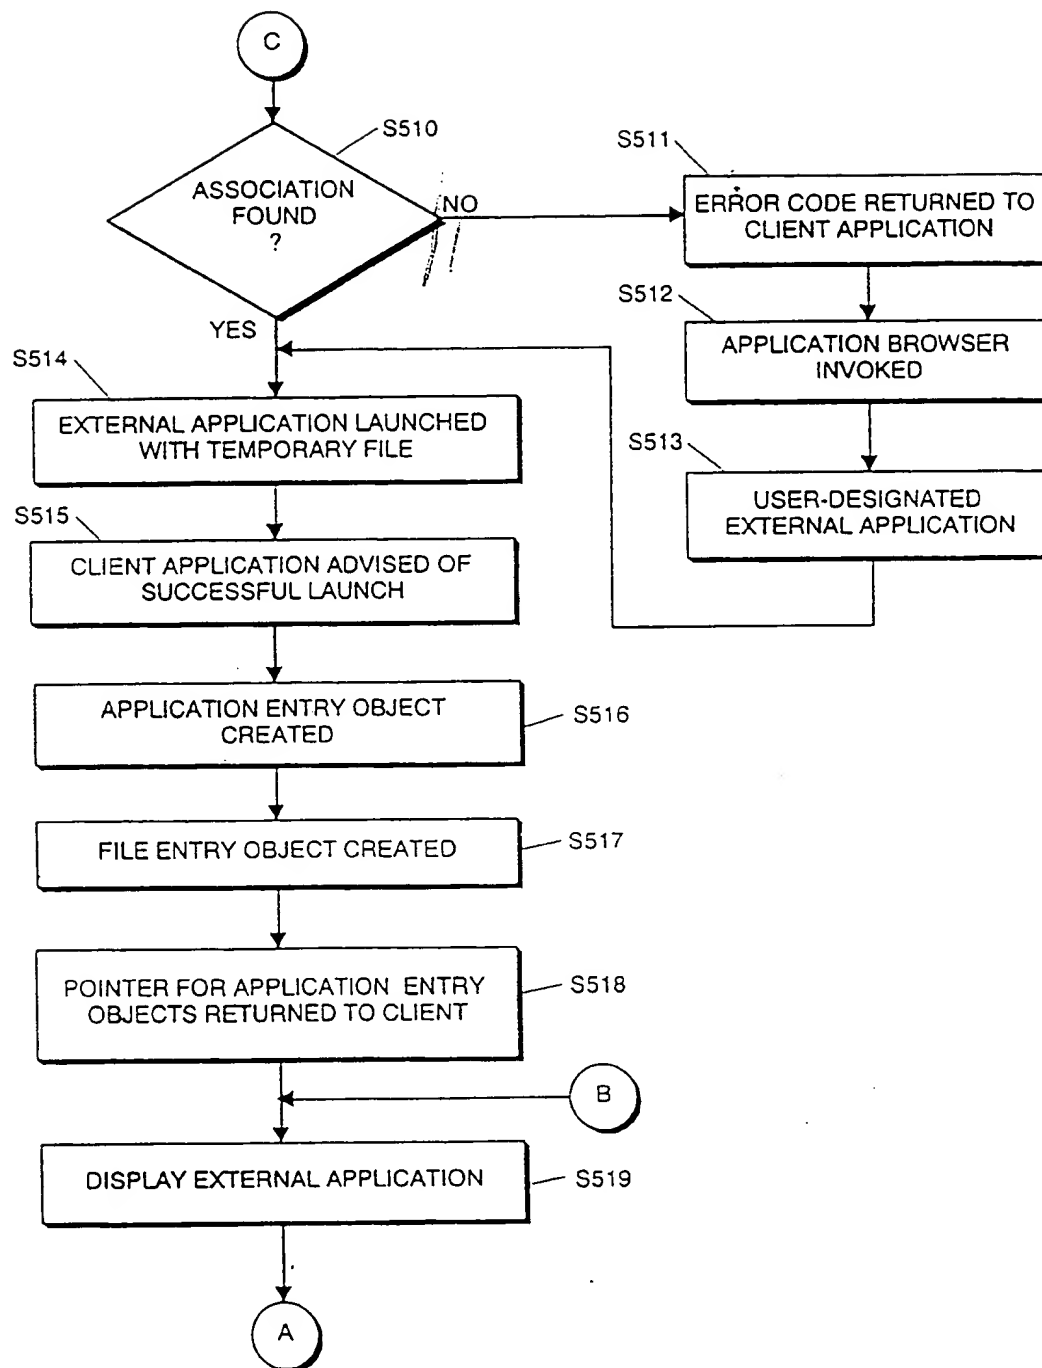 C
S510
ASSOCIATION
FOUND
?
NO
YES
S511
ERROR CODE RETURNED TO
CLIENT APPLICATION
S512
APPLICATION BROWSER
INVOKED
S513
USER-DESIGNATED
EXTERNAL APPLICATION
S514
EXTERNAL APPLICATION LAUNCHED
WITH TEMPORARY FILE
S515
CLIENT APPLICATION ADVISED OF
SUCCESSFUL LAUNCH
APPLICATION ENTRY OBJECT
CREATED
S516
FILE ENTRY OBJECT CREATED
S517
POINTER FOR APPLICATION ENTRY
OBJECTS RETURNED TO CLIENT
S518
B
DISPLAY EXTERNAL APPLICATION
S519
A